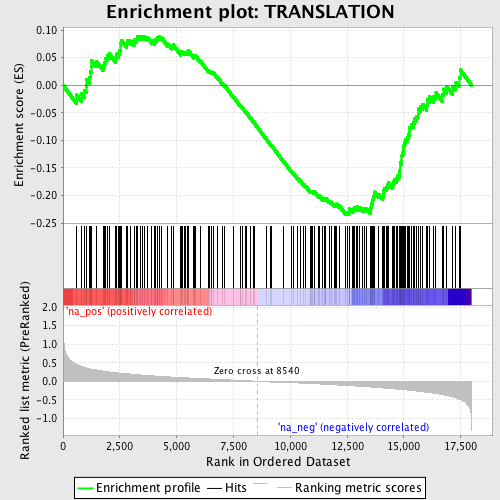 Enrichment plot: TRANSLATION
0.10
0.05
0.00
-0.05
-0.10
-0.15
-0.20
-0.25
Enrichment score (ES)
'na_pos' (positively correlated)
2.0
1.5
1.0
0.5
0.0
-0.5
-1.0
Ranked list metric (PreRanked)
Zero cross at 8540
'na_neg' (negatively correlated)
0
2,500
5,000
7,500
10,000
12,500
15,000
17,500
Rank in Ordered Dataset
Enrichment profile
Hits
Ranking metric scores